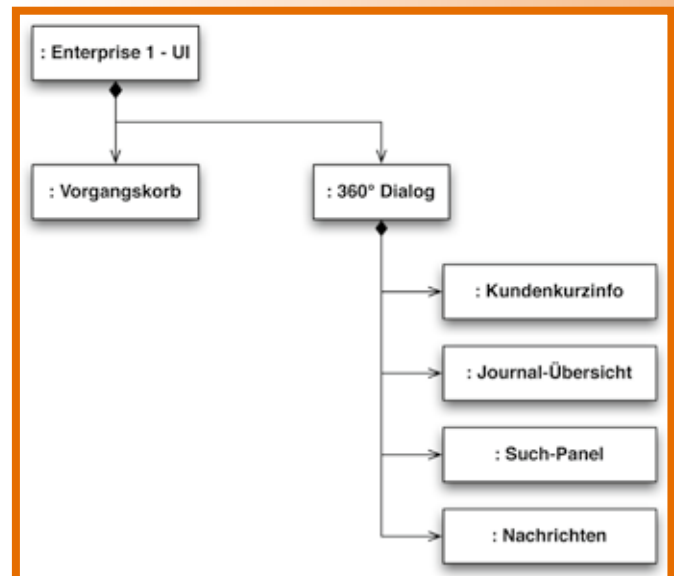 : Enterprise 1 - UI
: Vorgangskorb
: 360° Dialog
: Kundenkurzinfo
: Journal-Übersicht
: Such-Panel
: Nachrichten